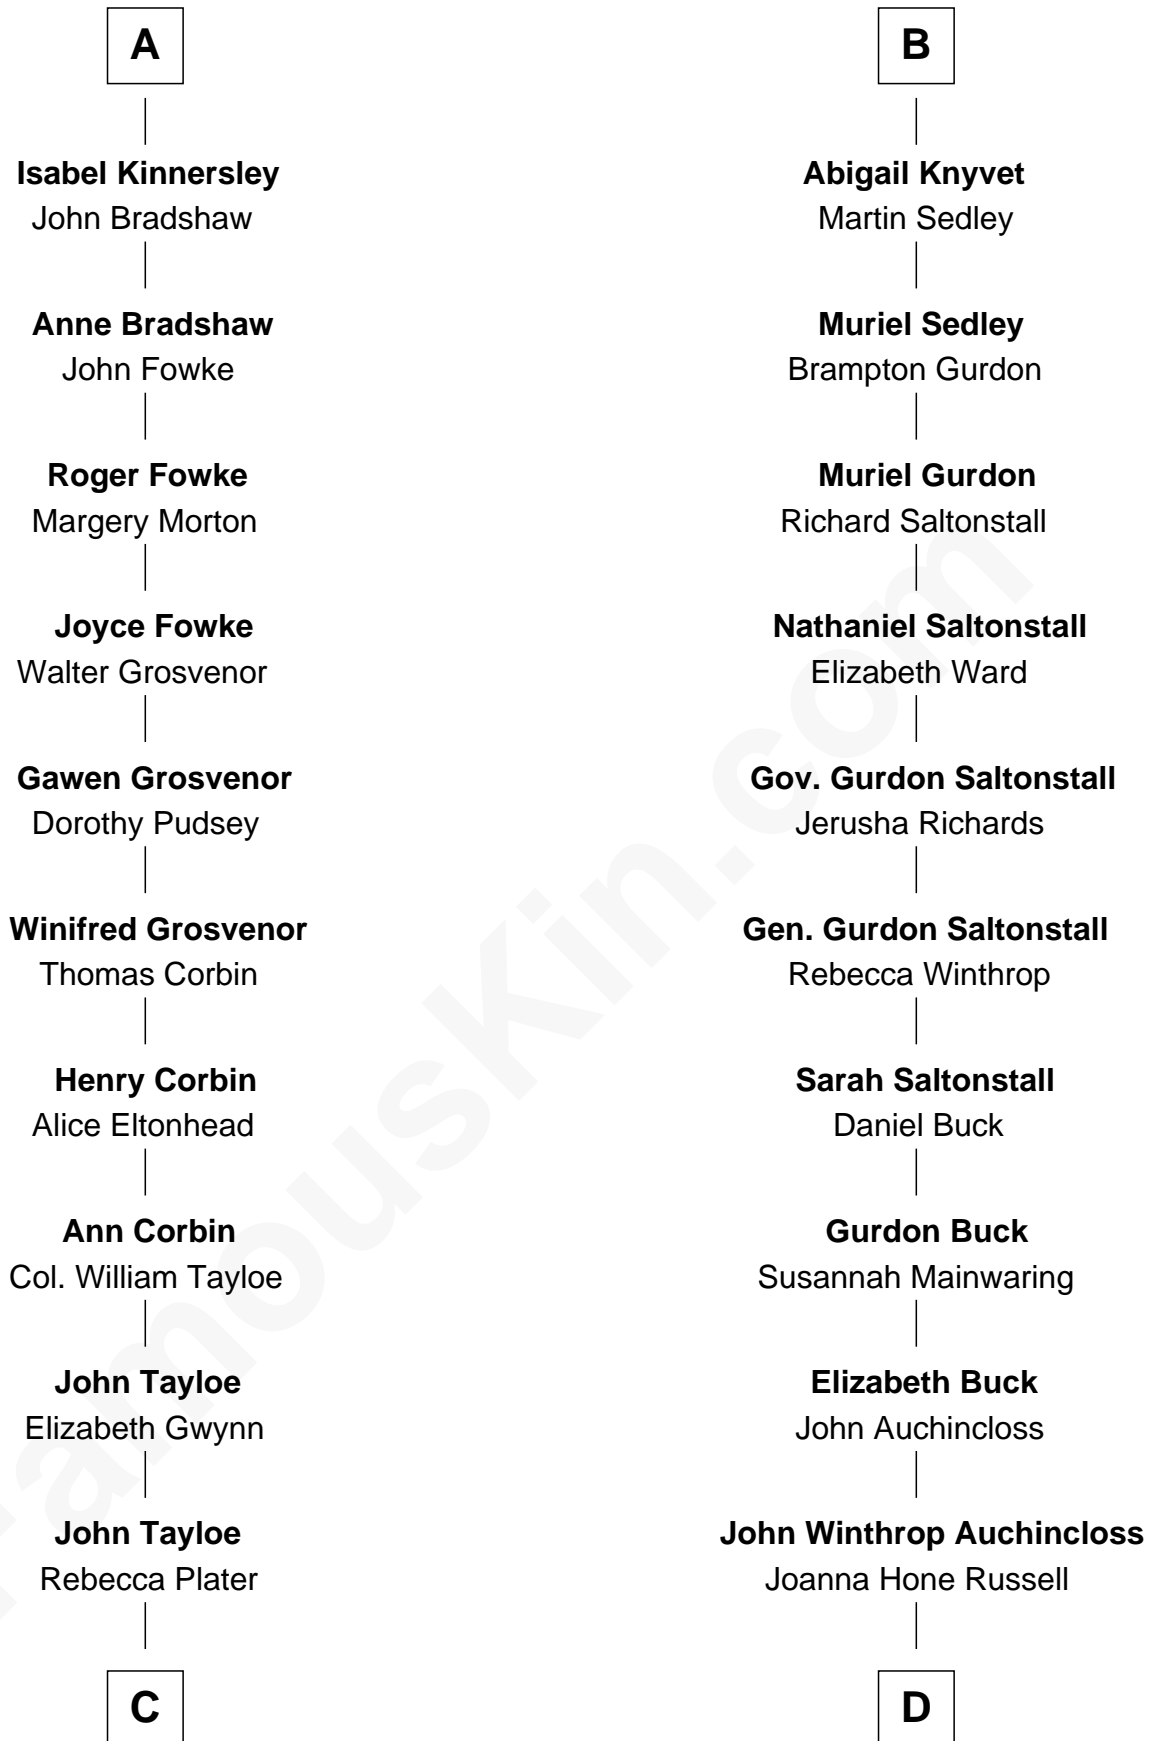 A
Isabel Kinnersley
John Bradshaw
Anne Bradshaw
John Fowke
Roger Fowke
Margery Morton
Joyce Fowke
Walter Grosvenor
Gawen Grosvenor
Dorothy Pudsey
Winifred Grosvenor
Thomas Corbin
Henry Corbin
Alice Eltonhead
Ann Corbin
Col. William Tayloe
John Tayloe
Elizabeth Gwynn
John Tayloe
Rebecca Plater
C
B
Abigail Knyvet
Martin Sedley
Muriel Sedley
Brampton Gurdon
Muriel Gurdon
Richard Saltonstall
Nathaniel Saltonstall
Elizabeth Ward
Gov. Gurdon Saltonstall
Jerusha Richards
Gen. Gurdon Saltonstall
Rebecca Winthrop
Sarah Saltonstall
Daniel Buck
Gurdon Buck
Susannah Mainwaring
Elizabeth Buck
John Auchincloss
John Winthrop Auchincloss
Joanna Hone Russell
D
FamousKin.com